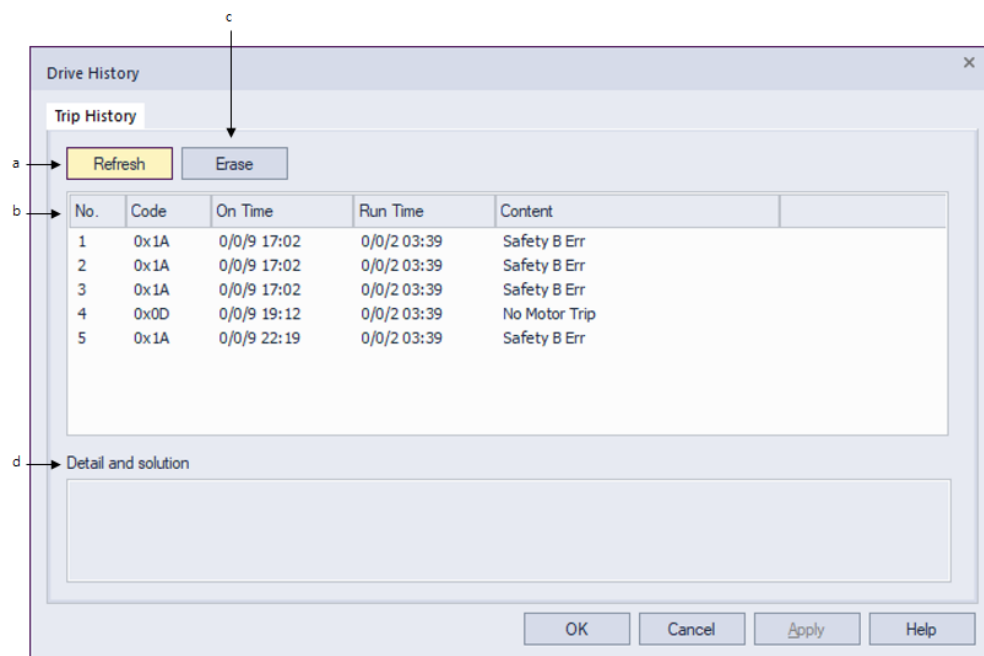 c
Drive History
Trip History
a
Refresh Erase
b
No. Code On Time Run Time Content
1 0x1A 0/0/9 17:02 0/0/2 03:39 Safety B Err
2 0x1A 0/0/9 17:02 0/0/2 03:39 Safety B Err
3 0x1A 0/0/9 17:02 0/0/2 03:39 Safety B Err
4 0x0D 0/0/9 19:12 0/0/2 03:39 No Motor Trip
5 0x1A 0/0/9 22:19 0/0/2 03:39 Safety B Err
d
Detail and solution
OK Cancel Apply Help